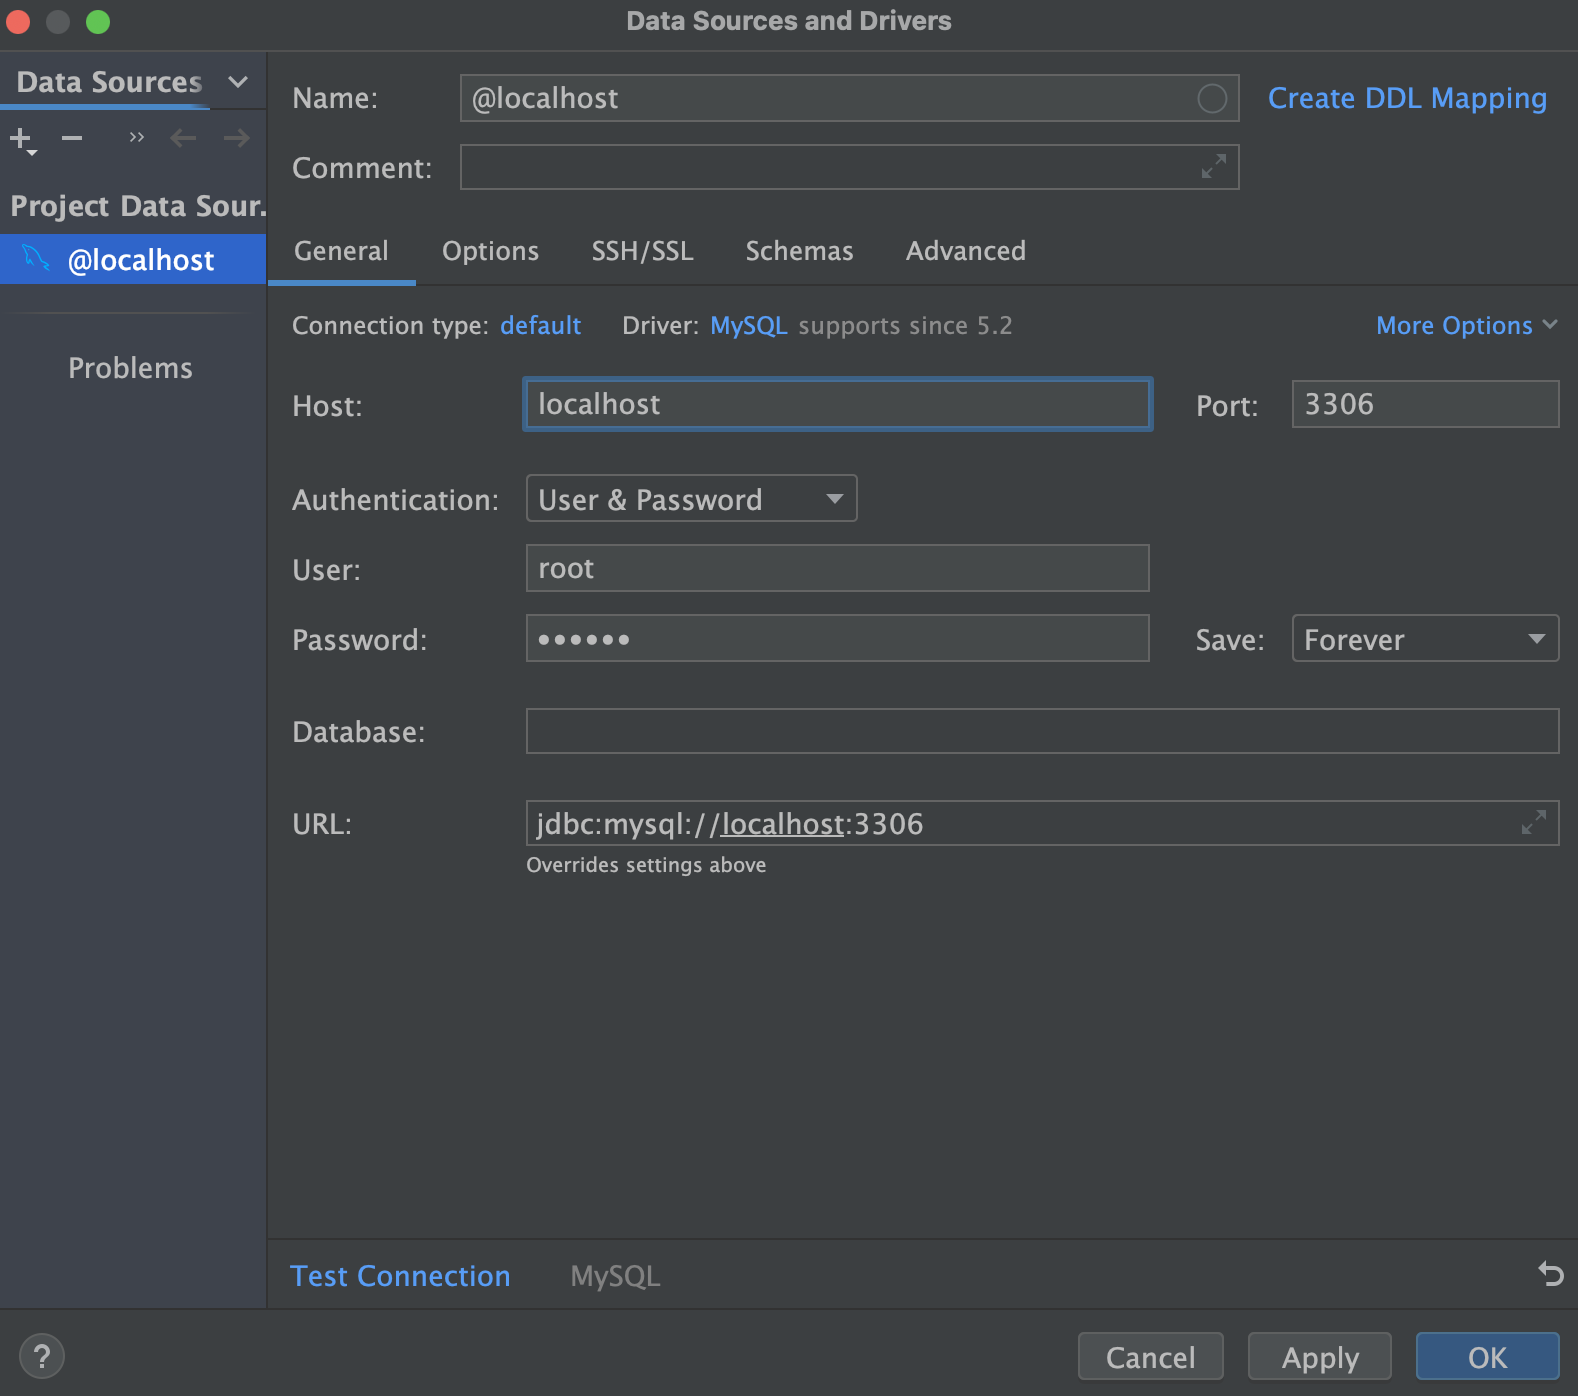 Data Sources and Drivers
Data Sources
Name: @localhost Create DDL Mapping
Comment:
Project Data Sour.
@localhost
Problems
General Options SSH/SSL Schemas Advanced
Connection type: default Driver: MySQL supports since 5.2 More Options
Host: localhost Port: 3306
Authentication: User & Password
User: root
Password: •••••• Save: Forever
Database:
URL: jdbc:mysql://localhost:3306
Overrides settings above
Test Connection MySQL
? Cancel Apply OK